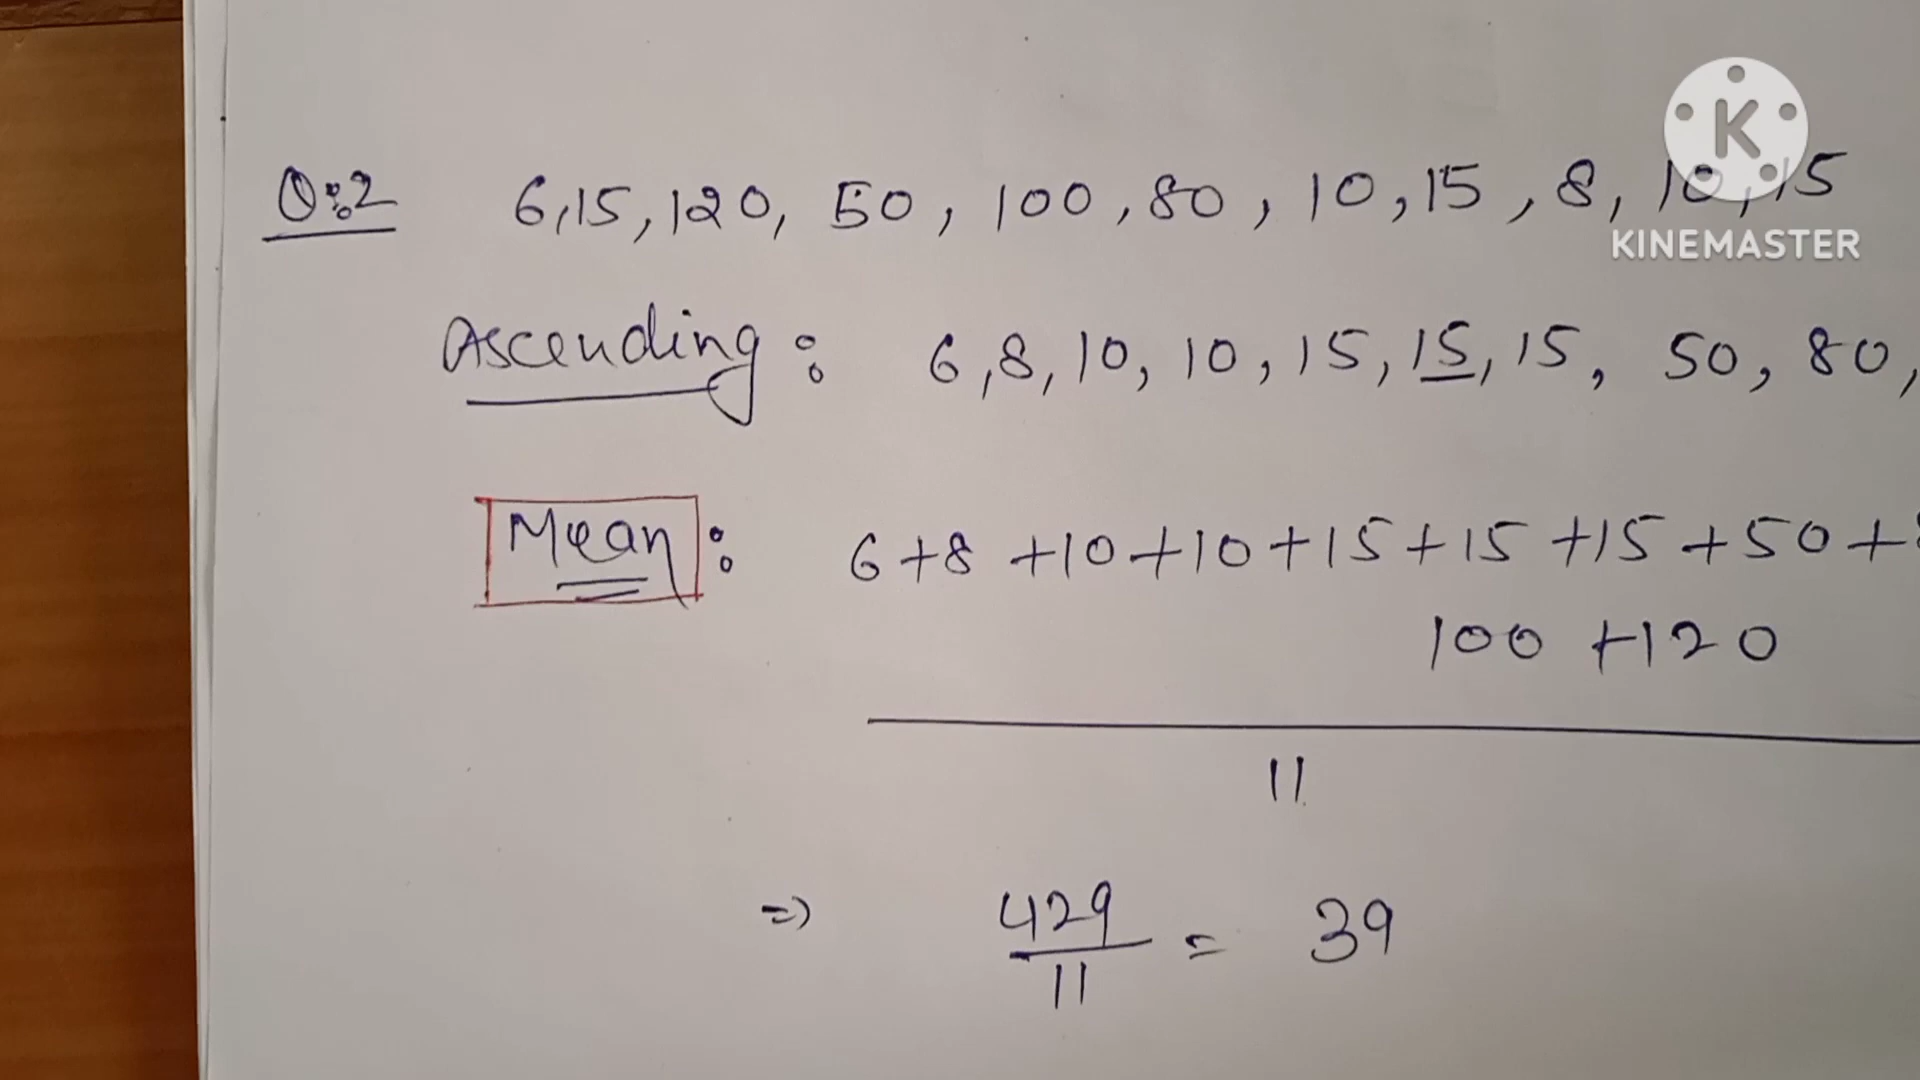 Q:2 6,15,120, 50, 100,80, 10,15, 8, 10,15
K
KINEMASTER
Ascending: 6,8,10,10,15,15,15, 50,80,
Mean: 6+8+10+10+15+15+15+50+
100+120
11
=> 429/11 = 39